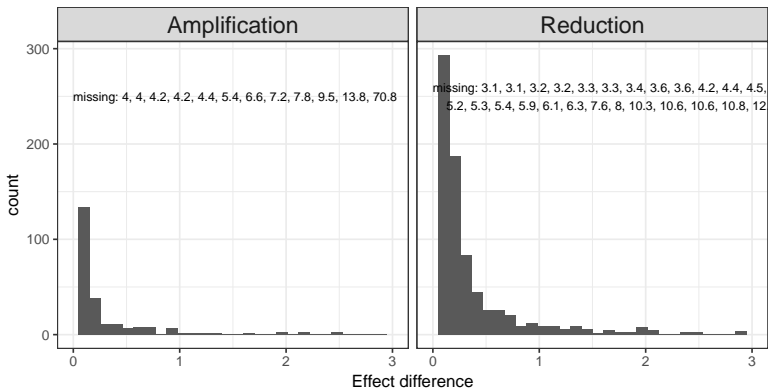 Amplification
Reduction
300
200
100
0
count
missing: 4, 4, 4.2, 4.2, 4.4, 5.4, 6.6, 7.2, 7.8, 9.5, 13.8, 70.8
missing: 3.1, 3.1, 3.2, 3.2, 3.3, 3.3, 3.4, 3.6, 3.6, 4.2, 4.4, 4.5,
5.2, 5.3, 5.4, 5.9, 6.1, 6.3, 7.6, 8, 10.3, 10.6, 10.6, 10.8, 12.
0 1 2 3
0 1 2 3
Effect difference